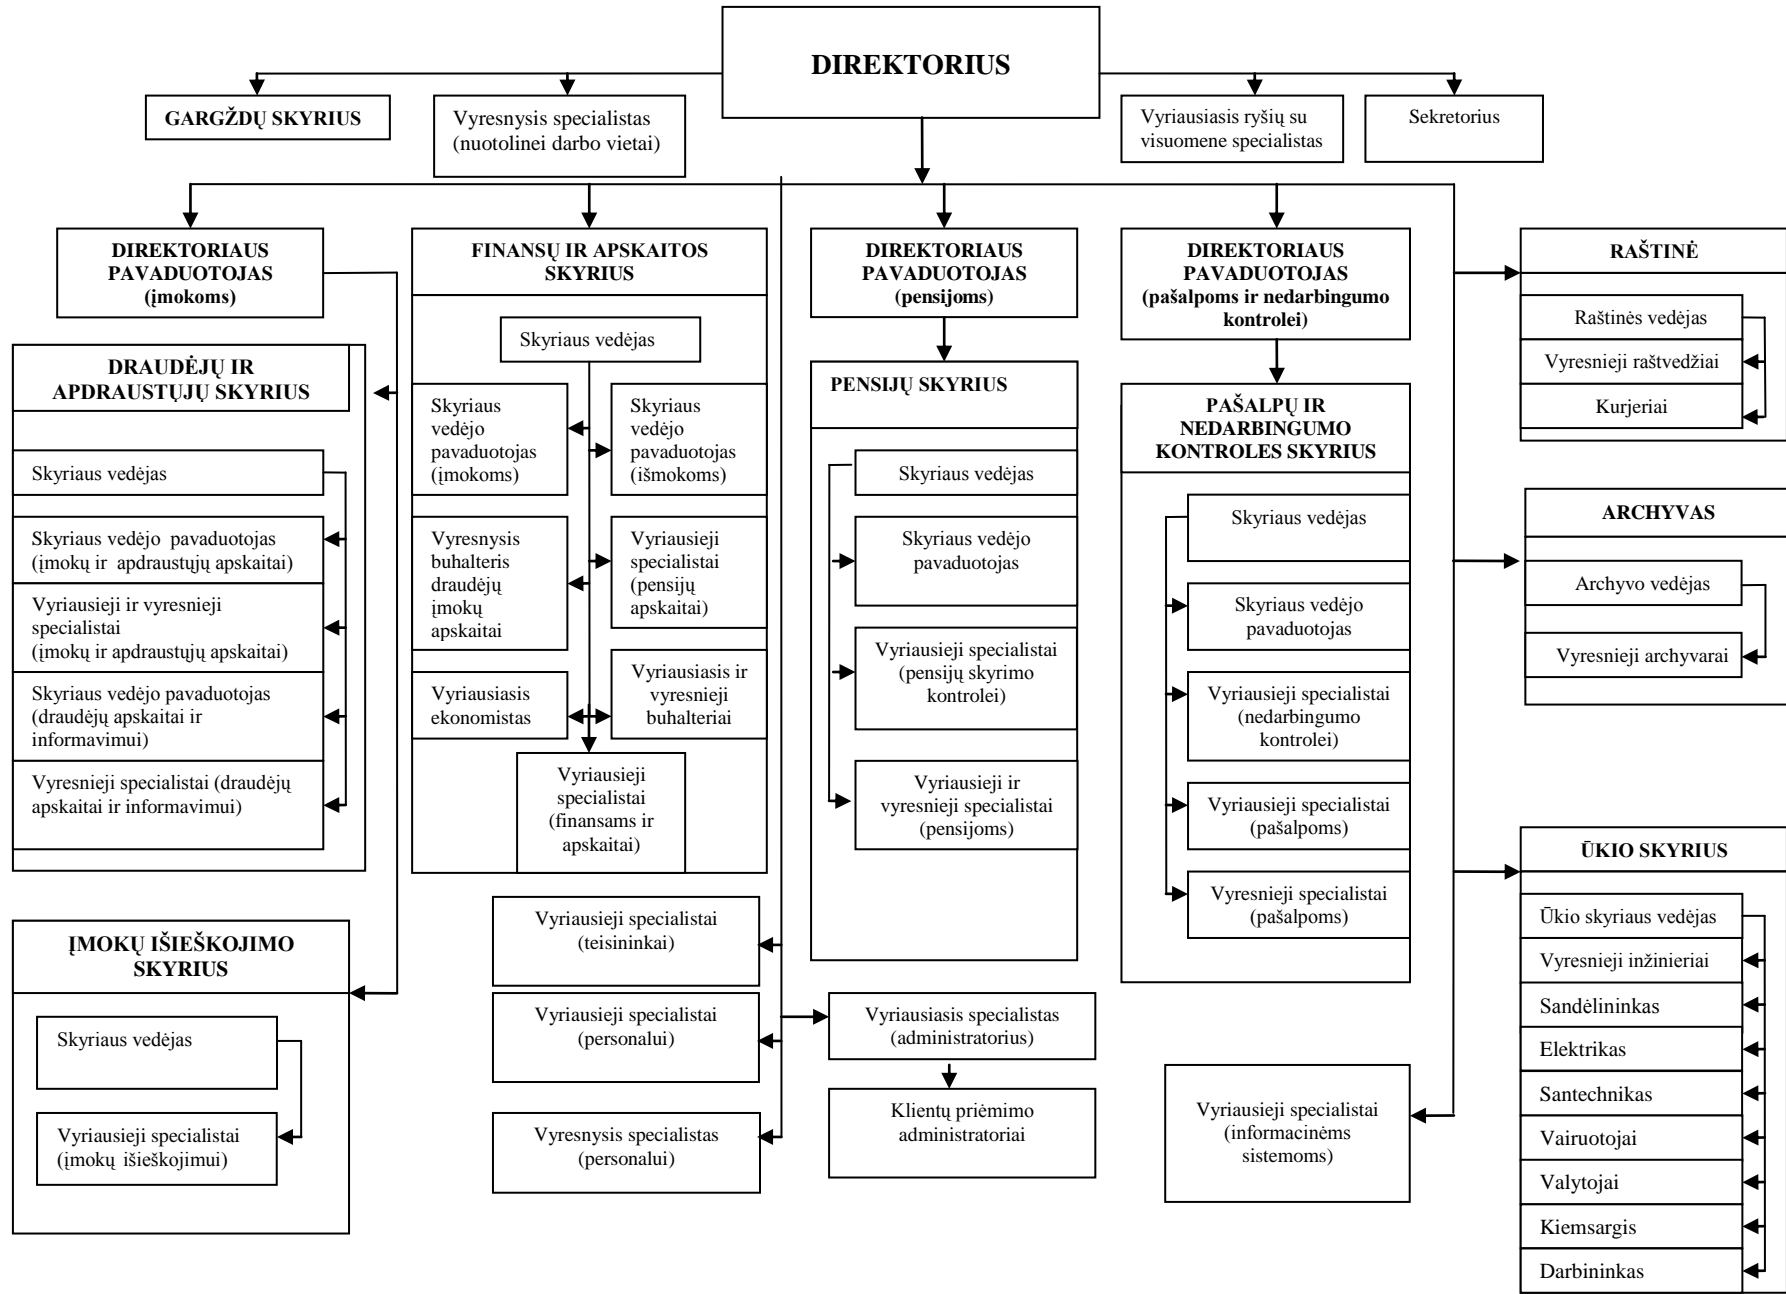 DIREKTORIUS
GARGŽDŲ SKYRIUS
Vyresnysis specialistas
(nuotolinei darbo vietai)
Vyriausiasis ryšių su
visuomene specialistas
Sekretorius
DIREKTORIAUS
PAVADUOTOJAS
(įmokoms)
DRAUDĖJŲ IR
APDRAUSTŲJŲ SKYRIUS
Skyriaus vedėjas
Skyriaus vedėjo pavaduotojas
(įmokų ir apdraustųjų apskaitai)
Vyriausieji ir vyresnieji
specialistai
(įmokų ir apdraustųjų apskaitai)
Skyriaus vedėjo pavaduotojas
(draudėjų apskaitai ir
informavimui)
Vyresnieji specialistai (draudėjų
apskaitai ir informavimui)
ĮMOKŲ IŠIEŠKOJIMO
SKYRIUS
Skyriaus vedėjas
Vyriausieji specialistai
(įmokų išieškojimui)
FINANSŲ IR APSKAITOS
SKYRIUS
Skyriaus vedėjas
Skyriaus
vedėjo
pavaduotojas
(įmokoms)
Skyriaus
vedėjo
pavaduotojas
(išmokoms)
Vyresnysis
buhalteris
draudėjų
įmokų
apskaitai
Vyriausieji
specialistai
(pensijų
apskaitai)
Vyriausiasis
ekonomistas
Vyriausiasis ir
vyresnieji
buhalteriai
Vyriausieji
specialistai
(finansams ir
apskaitai)
Vyriausieji specialistai
(teisininkai)
Vyriausieji specialistai
(personalui)
Vyresnysis specialistas
(personalui)
DIREKTORIAUS
PAVADUOTOJAS
(pensijoms)
PENSIJŲ SKYRIUS
Skyriaus vedėjas
Skyriaus vedėjo
pavaduotojas
Vyriausieji specialistai
(pensijų skyrimo
kontrolei)
Vyriausieji ir
vyresnieji specialistai
(pensijoms)
Vyriausiasis specialistas
(administratorius)
Klientų priėmimo
administratoriai
DIREKTORIAUS
PAVADUOTOJAS
(pašalpoms ir nedarbingumo
kontrolei)
PAŠALPŲ IR
NEDARBINGUMO
KONTROLES SKYRIUS
Skyriaus vedėjas
Skyriaus vedėjo
pavaduotojas
Vyriausieji specialistai
(nedarbingumo
kontrolei)
Vyriausieji specialistai
(pašalpoms)
Vyresnieji specialistai
(pašalpoms)
Vyriausieji specialistai
(informacinėms
sistemoms)
RAŠTINĖ
Raštinės vedėjas
Vyresnieji raštvedžiai
Kurjeriai
ARCHYVAS
Archyvo vedėjas
Vyresnieji archyvarai
ŪKIO SKYRIUS
Ūkio skyriaus vedėjas
Vyresnieji inžinieriai
Sandėlininkas
Elektrikas
Santechnikas
Vairuotojai
Valytojai
Kiemsargis
Darbininkas